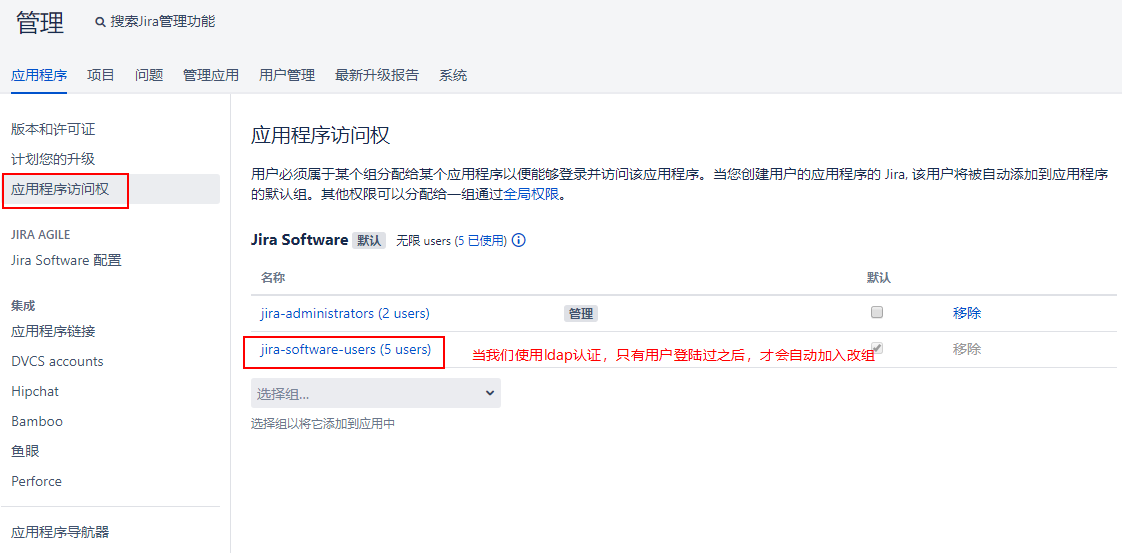 管理
搜索Jira管理功能
应用程序 项目 问题 管理应用 用户管理 最新升级报告 系统
版本和许可证
计划您的升级
应用程序访问权
JIRA AGILE
Jira Software 配置
集成
应用程序链接
DVCS accounts
Hipchat
Bamboo
鱼眼
Perforce
应用程序导航器
应用程序访问权
用户必须属于某个组分配给某个应用程序以便能够登录并访问该应用程序。当您创建用户的应用程序的 Jira, 该用户将被自动添加到应用程序
的默认组。其他权限可以分配给一组通过全局权限。
Jira Software 默认 无限 users (5 已使用)
名称 默认
jira-administrators (2 users) 管理 移除
jira-software-users (5 users) 当我们使用ldap认证，只有用户登陆过之后，才会自动加入改组 移除
选择组...
选择组以将它添加到应用中